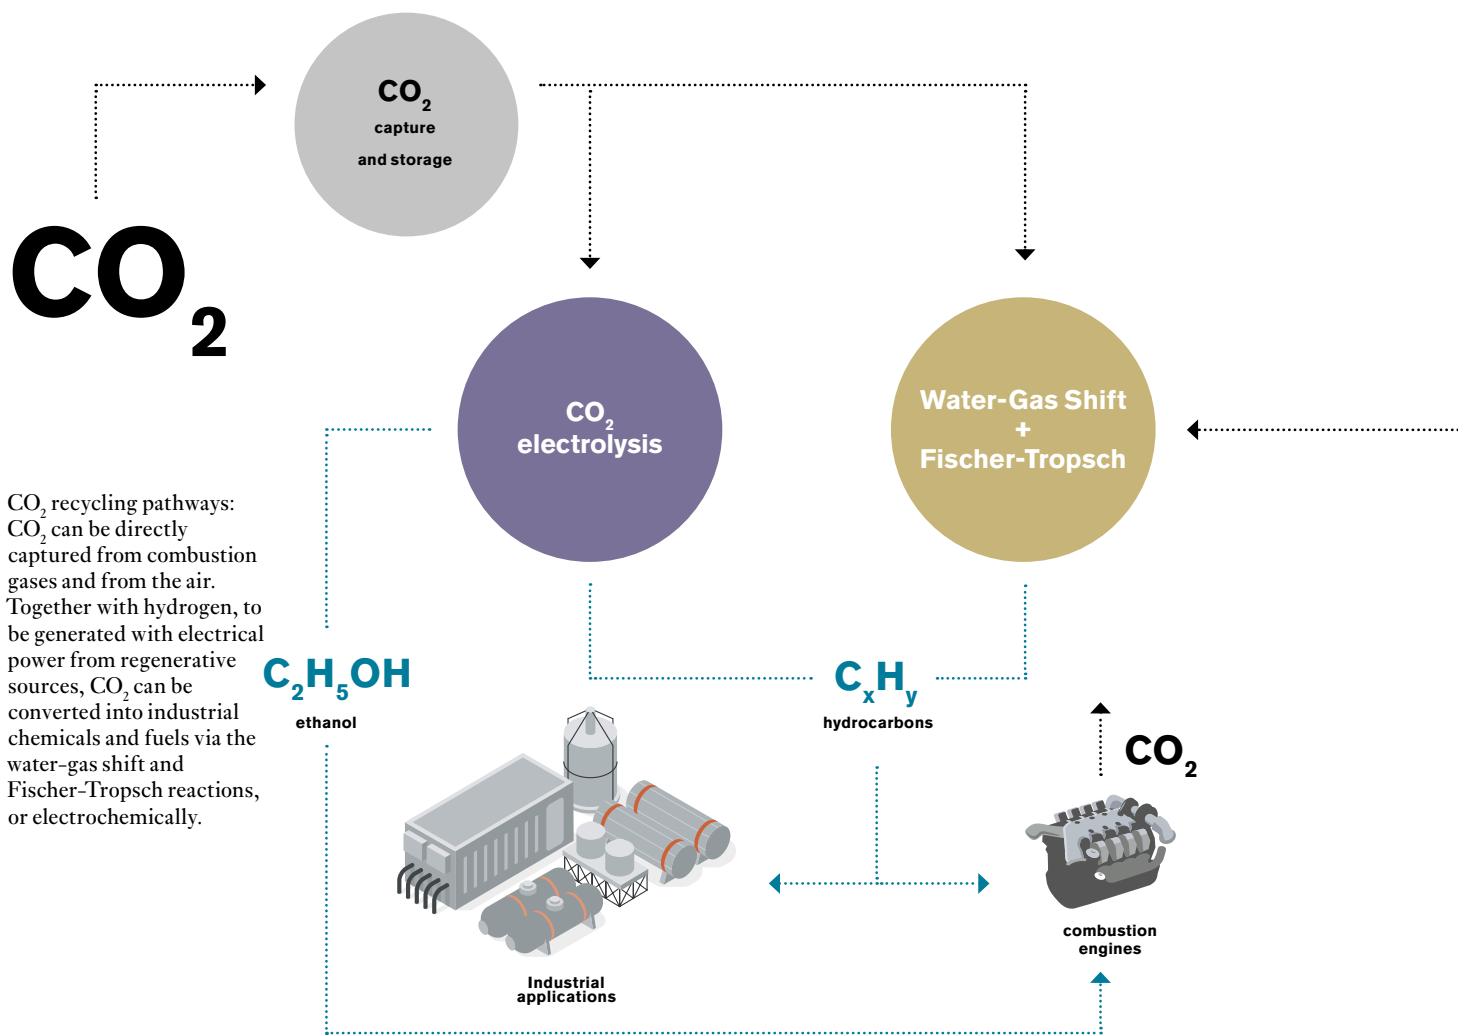 CO₂
capture
and storage
CO₂
CO₂
electrolysis
Water-Gas Shift
+
Fischer-Tropsch
CO₂ recycling pathways:
CO₂ can be directly
captured from combustion
gases and from the air.
Together with hydrogen, to
be generated with electrical
power from regenerative
sources, CO₂ can be
converted into industrial
chemicals and fuels via the
water-gas shift and
Fischer-Tropsch reactions,
or electrochemically.
C₂H₅OH
ethanol
CₓHᵧ
hydrocarbons
CO₂
combustion
engines
Industrial
applications